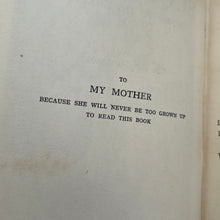 TO
MY MOTHER
BECAUSE SHE WILL NEVER BE TOO GROWN UP
TO READ THIS BOOK